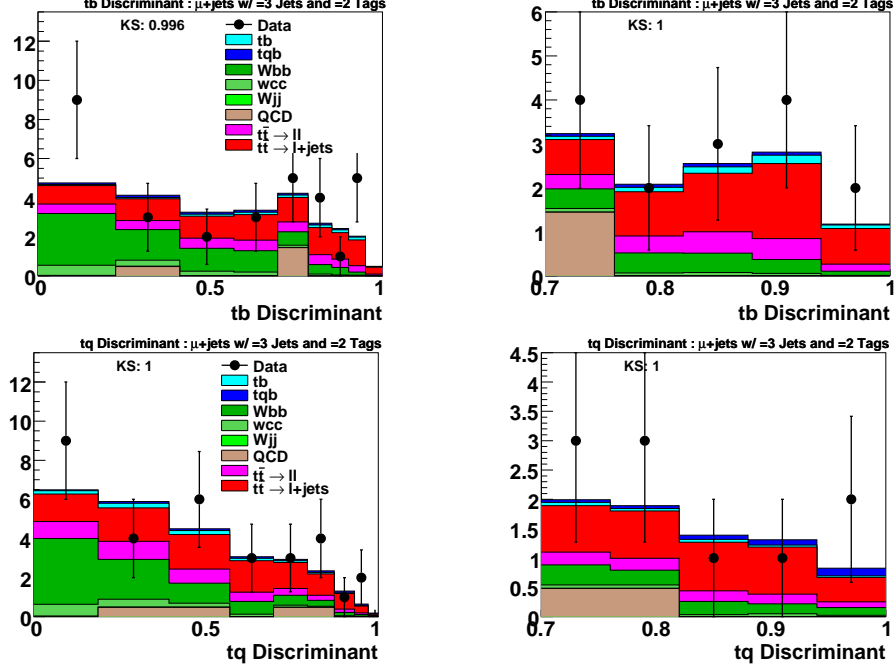 tb Discriminant : μ+jets w/ =3 Jets and =2 Tags
KS: 0.996
Data
tb
tqb
Wbb
wcc
Wjj
QCD
tt̄ → ll
tt̄ → l+jets
12
10
8
6
4
2
0
0 0.5 1
tb Discriminant
tb Discriminant : μ+jets w/ =3 Jets and =2 Tags
KS: 1
6
5
4
3
2
1
0
0.7 0.8 0.9 1
tb Discriminant
tq Discriminant : μ+jets w/ =3 Jets and =2 Tags
KS: 1
Data
tb
tqb
Wbb
wcc
Wjj
QCD
tt̄ → ll
tt̄ → l+jets
12
10
8
6
4
2
0
0 0.5 1
tq Discriminant
tq Discriminant : μ+jets w/ =3 Jets and =2 Tags
KS: 1
4.5
4
3.5
3
2.5
2
1.5
1
0.5
0
0.7 0.8 0.9 1
tq Discriminant